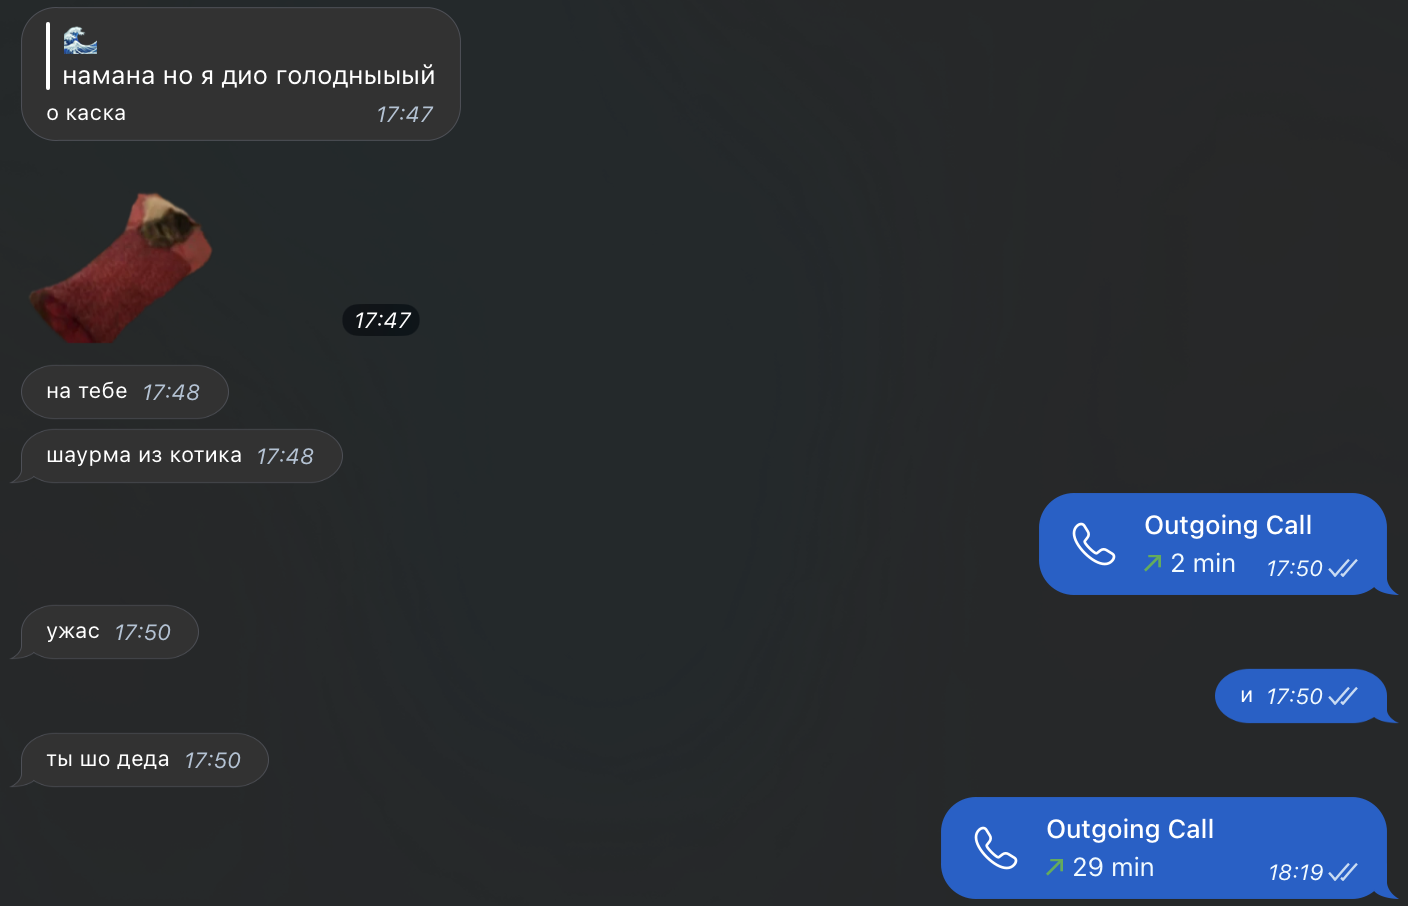 🌊
намана но я дио голодныыый
о каска 17:47
17:47
на тебе 17:48
шаурма из котика 17:48
Outgoing Call
2 min 17:50
ужас 17:50
и 17:50
ты шо деда 17:50
Outgoing Call
29 min 18:19